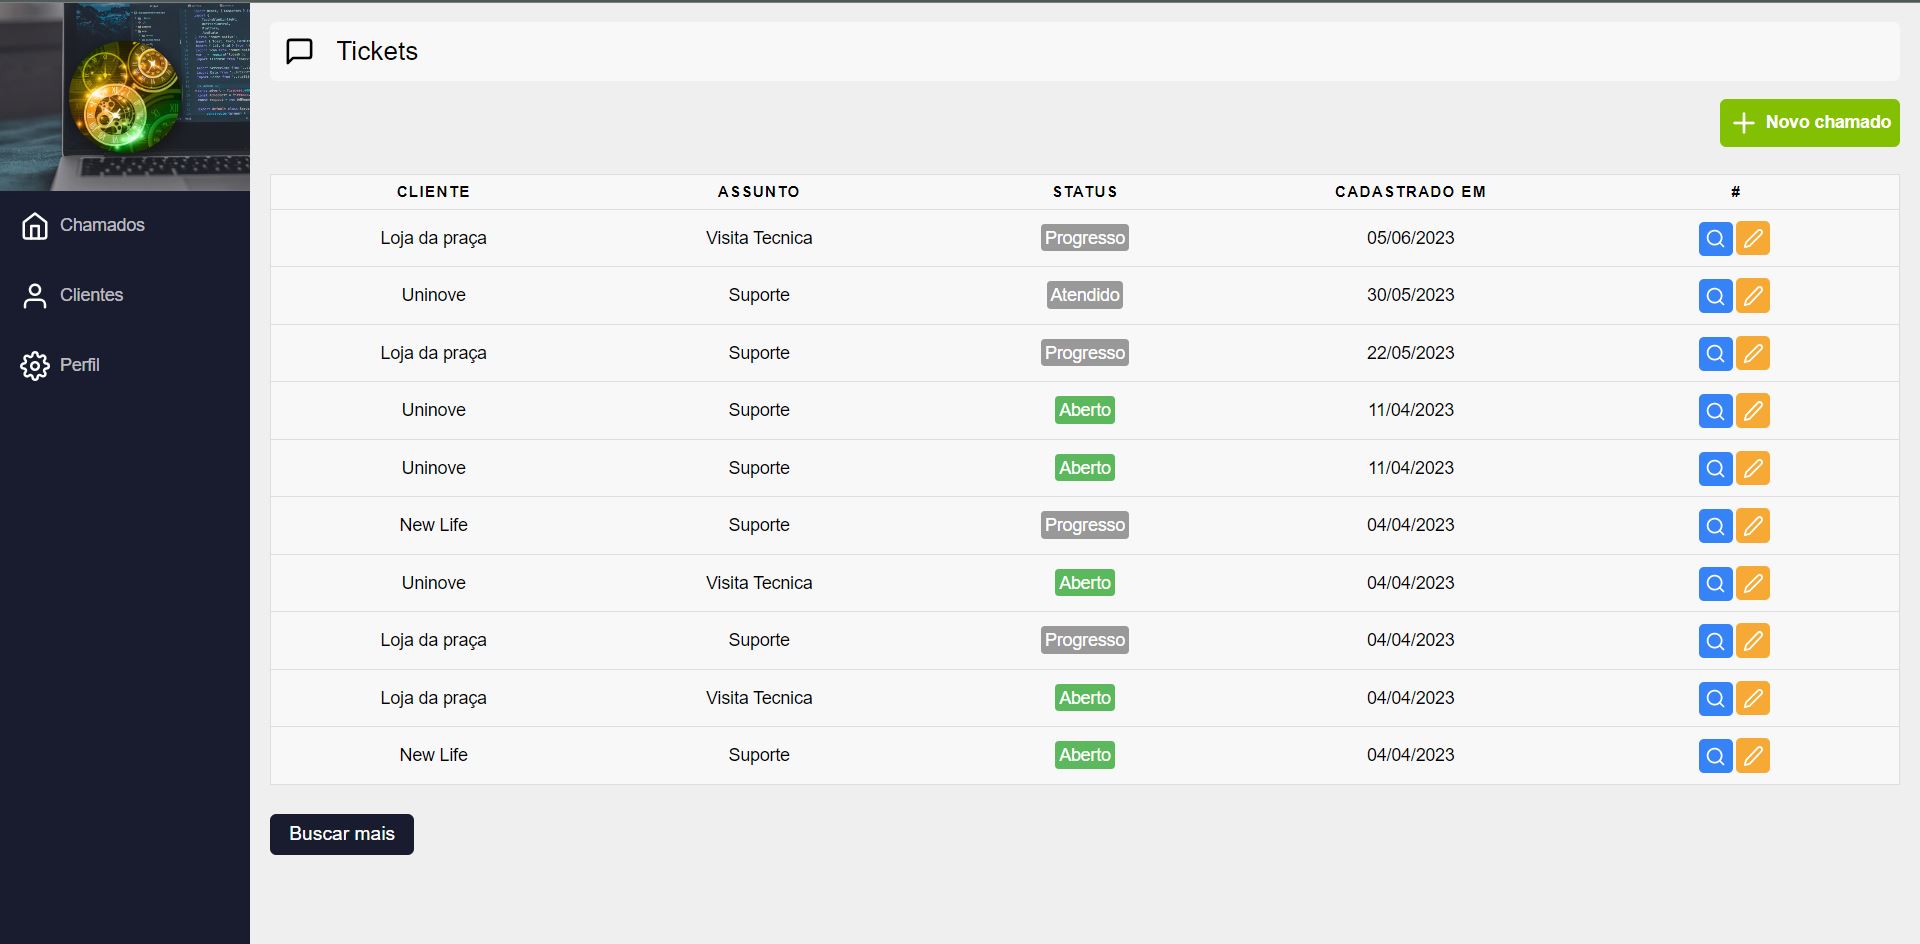 Tickets
Novo chamado
Chamados
Clientes
Perfil
CLIENTE ASSUNTO STATUS CADASTRADO EM #
Loja da praça Visita Tecnica Progresso 05/06/2023
Uninove Suporte Atendido 30/05/2023
Loja da praça Suporte Progresso 22/05/2023
Uninove Suporte Aberto 11/04/2023
Uninove Suporte Aberto 11/04/2023
New Life Suporte Progresso 04/04/2023
Uninove Visita Tecnica Aberto 04/04/2023
Loja da praça Suporte Progresso 04/04/2023
Loja da praça Visita Tecnica Aberto 04/04/2023
New Life Suporte Aberto 04/04/2023
Buscar mais